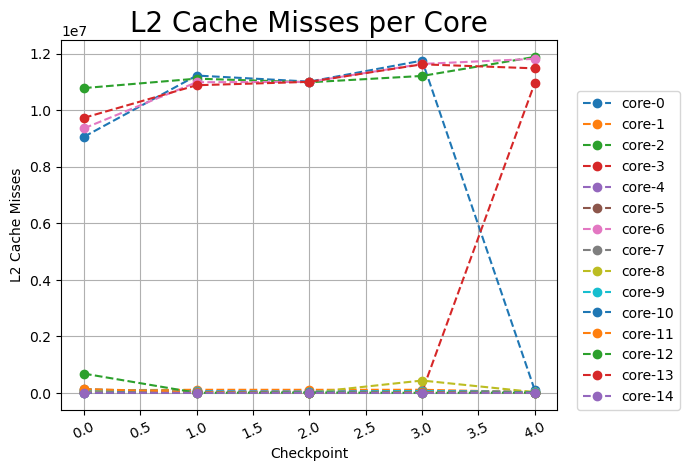 L2 Cache Misses per Core
1e7
1.2
1.0
0.8
0.6
0.4
0.2
0.0
L2 Cache Misses
0.0 0.5 1.0 1.5 2.0 2.5 3.0 3.5 4.0
Checkpoint
core-0
core-1
core-2
core-3
core-4
core-5
core-6
core-7
core-8
core-9
core-10
core-11
core-12
core-13
core-14